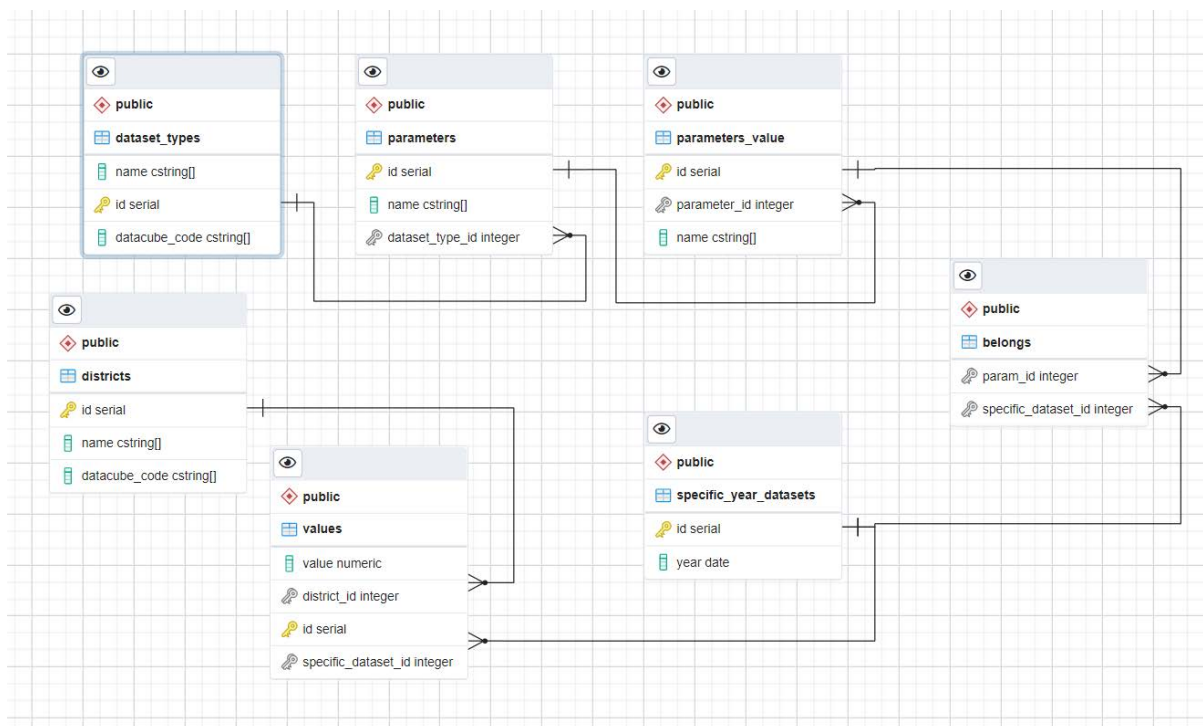 public
dataset_types
name cstring[]
id serial
datacube_code cstring[]
public
parameters
id serial
name cstring[]
dataset_type_id integer
public
parameters_value
id serial
parameter_id integer
name cstring[]
public
belongs
param_id integer
specific_dataset_id integer
public
districts
id serial
name cstring[]
datacube_code cstring[]
public
values
value numeric
district_id integer
id serial
specific_dataset_id integer
public
specific_year_datasets
id serial
year date